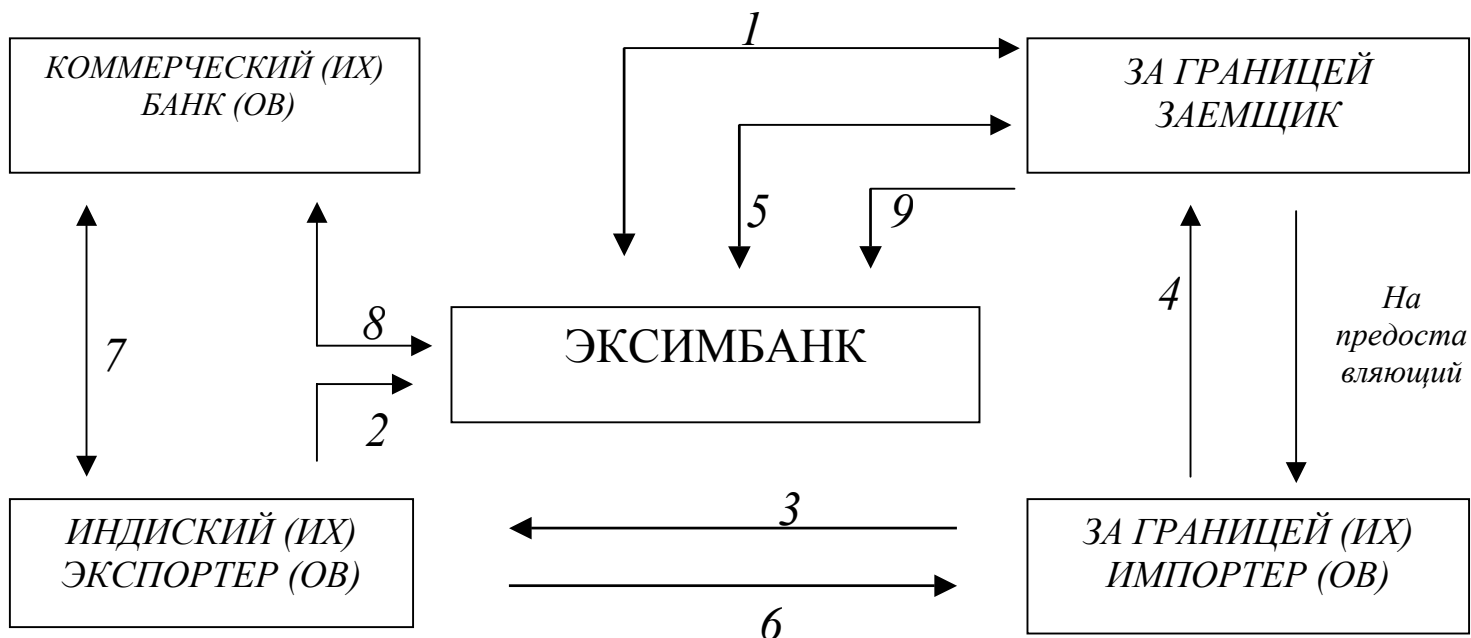 1
КОММЕРЧЕСКИЙ (ИХ)
БАНК (ОВ)
ЗА ГРАНИЦЕЙ
ЗАЕМЩИК
5
9
4
На
предоста
вляющий
7
8
ЭКСИМБАНК
2
3
ИНДИСКИЙ (ИХ)
ЭКСПОРТЕР (ОВ)
ЗА ГРАНИЦЕЙ (ИХ)
ИМПОРТЕР (ОВ)
6